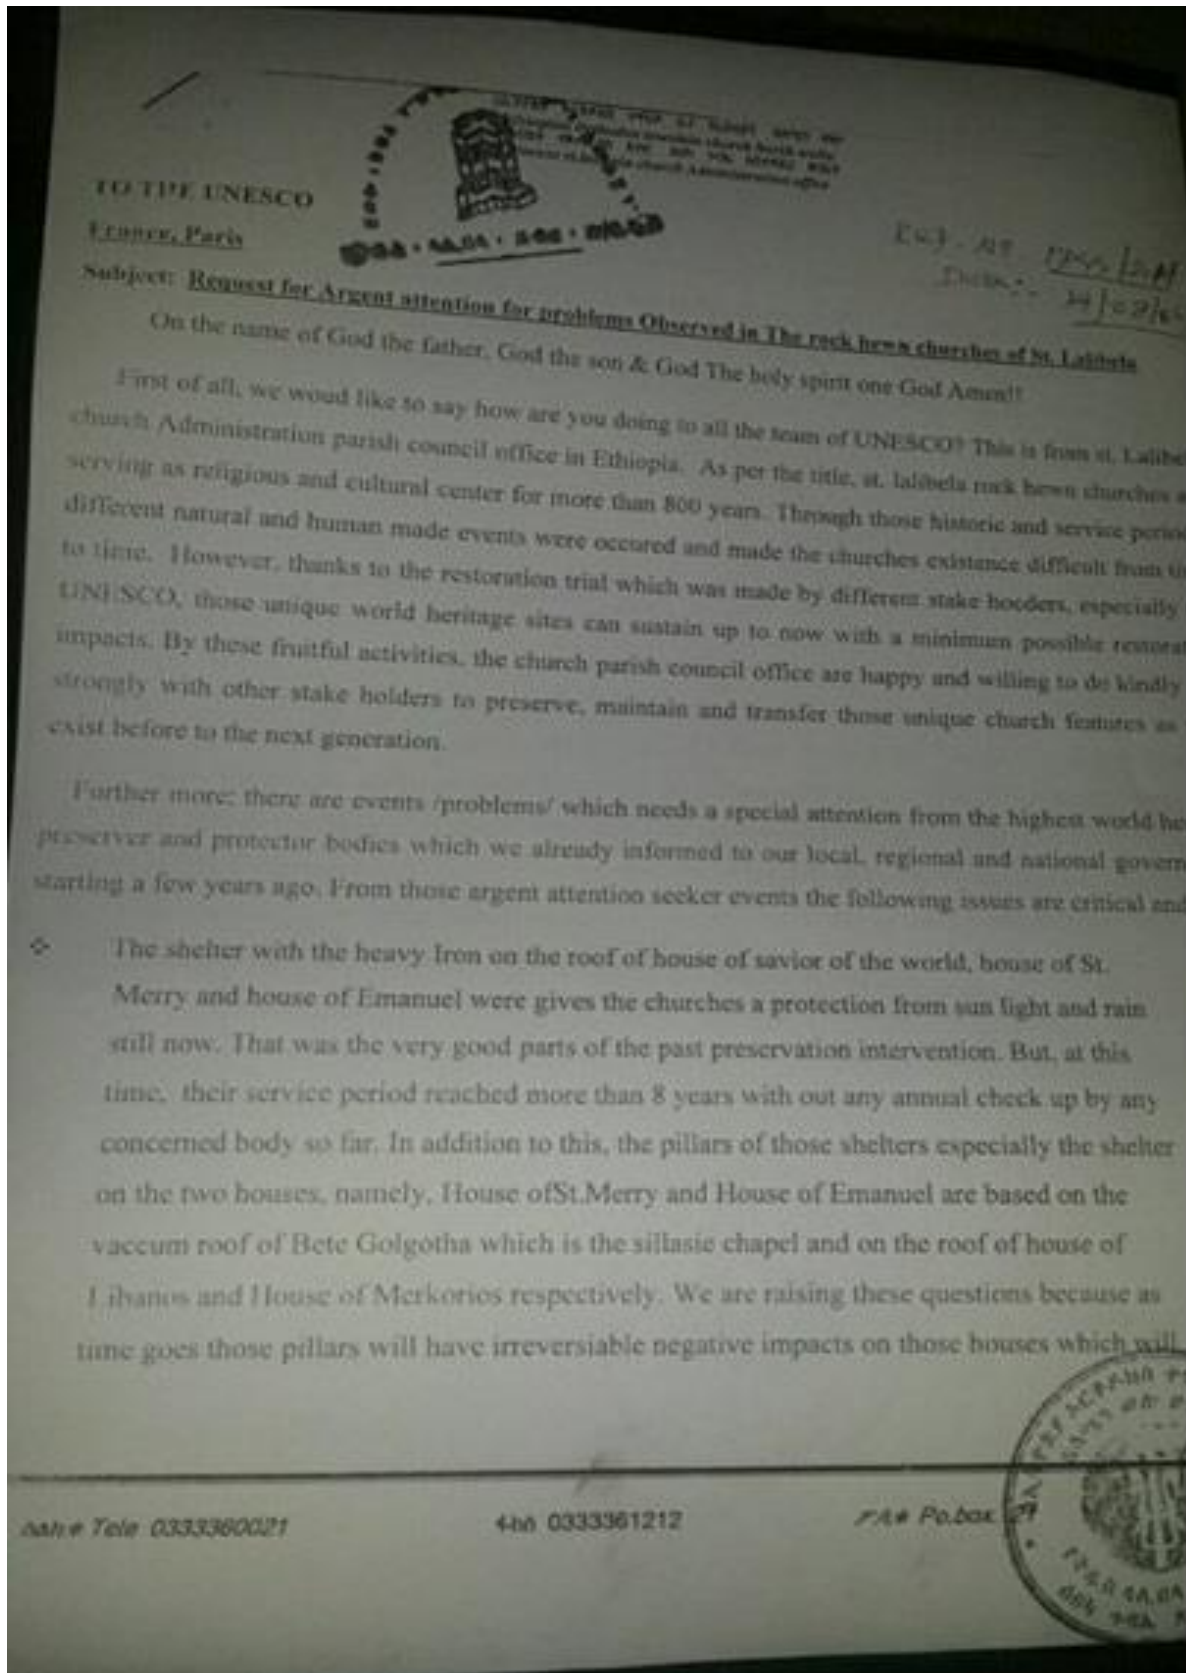 TO THE UNESCO
France, Paris
Subject: Request for Argent attention for problems Observed in The rock hewn churches of St. Lalibela
On the name of God the father, God the son & God The holy spirit one God Amen!!
First of all, we woud like to say how are you doing to all the team of UNESCO? This is from st. Lalibel
church Administration parish council office in Ethiopia. As per the title, st. lalibela rock hewn churches a
serving as religious and cultural center for more than 800 years. Through those historic and service period
different natural and human made events were occured and made the churches existence difficult from ti
to time. However, thanks to the restoration trial which was made by different stake hooders, especially
UNESCO, those unique world heritage sites can sustain up to now with a minimum possible restorat
impacts. By these fruitful activities, the church parish council office are happy and willing to do kindly
strongly with other stake holders to preserve, maintain and transfer those unique church features as
exist before to the next generation.
Further more; there are events /problems/ which needs a special attention from the highest world he
preserver and protector bodies which we already informed to our local, regional and national govern
starting a few years ago. From those argent attention seeker events the following issues are critical and
The shelter with the heavy Iron on the roof of house of savior of the world, house of St.
Merry and house of Emanuel were gives the churches a protection from sun light and rain
still now. That was the very good parts of the past preservation intervention. But, at this
time, their service period reached more than 8 years with out any annual check up by any
concerned body so far. In addition to this, the pillars of those shelters especially the shelter
on the two houses, namely, House ofSt.Merry and House of Emanuel are based on the
vaccum roof of Bete Golgotha which is the sillasie chapel and on the roof of house of
Libanos and House of Merkorios respectively. We are raising these questions because as
time goes those pillars will have irreversiable negative impacts on those houses which will
Tele 0333360021
0333361212
Po.box 27